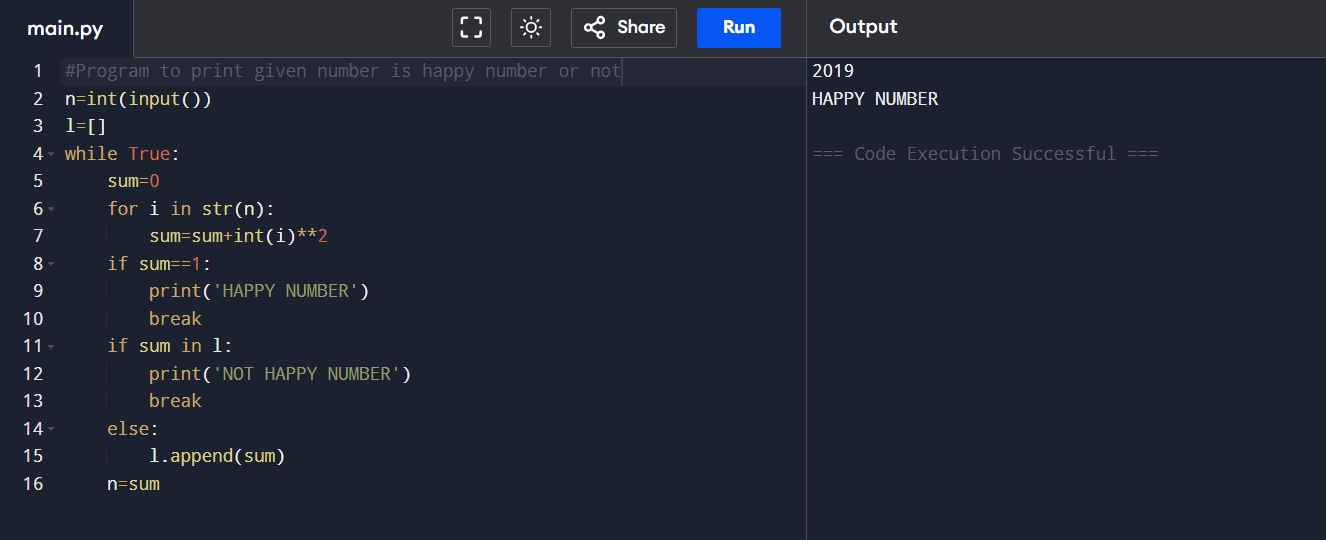 main.py
Share
Run
Output
1 #Program to print given number is happy number or not
2 n=int(input())
3 l=[]
4 while True:
5     sum=0
6     for i in str(n):
7         sum=sum+int(i)**2
8     if sum==1:
9         print('HAPPY NUMBER')
10         break
11     if sum in l:
12         print('NOT HAPPY NUMBER')
13         break
14     else:
15         l.append(sum)
16     n=sum
2019
HAPPY NUMBER
=== Code Execution Successful ===